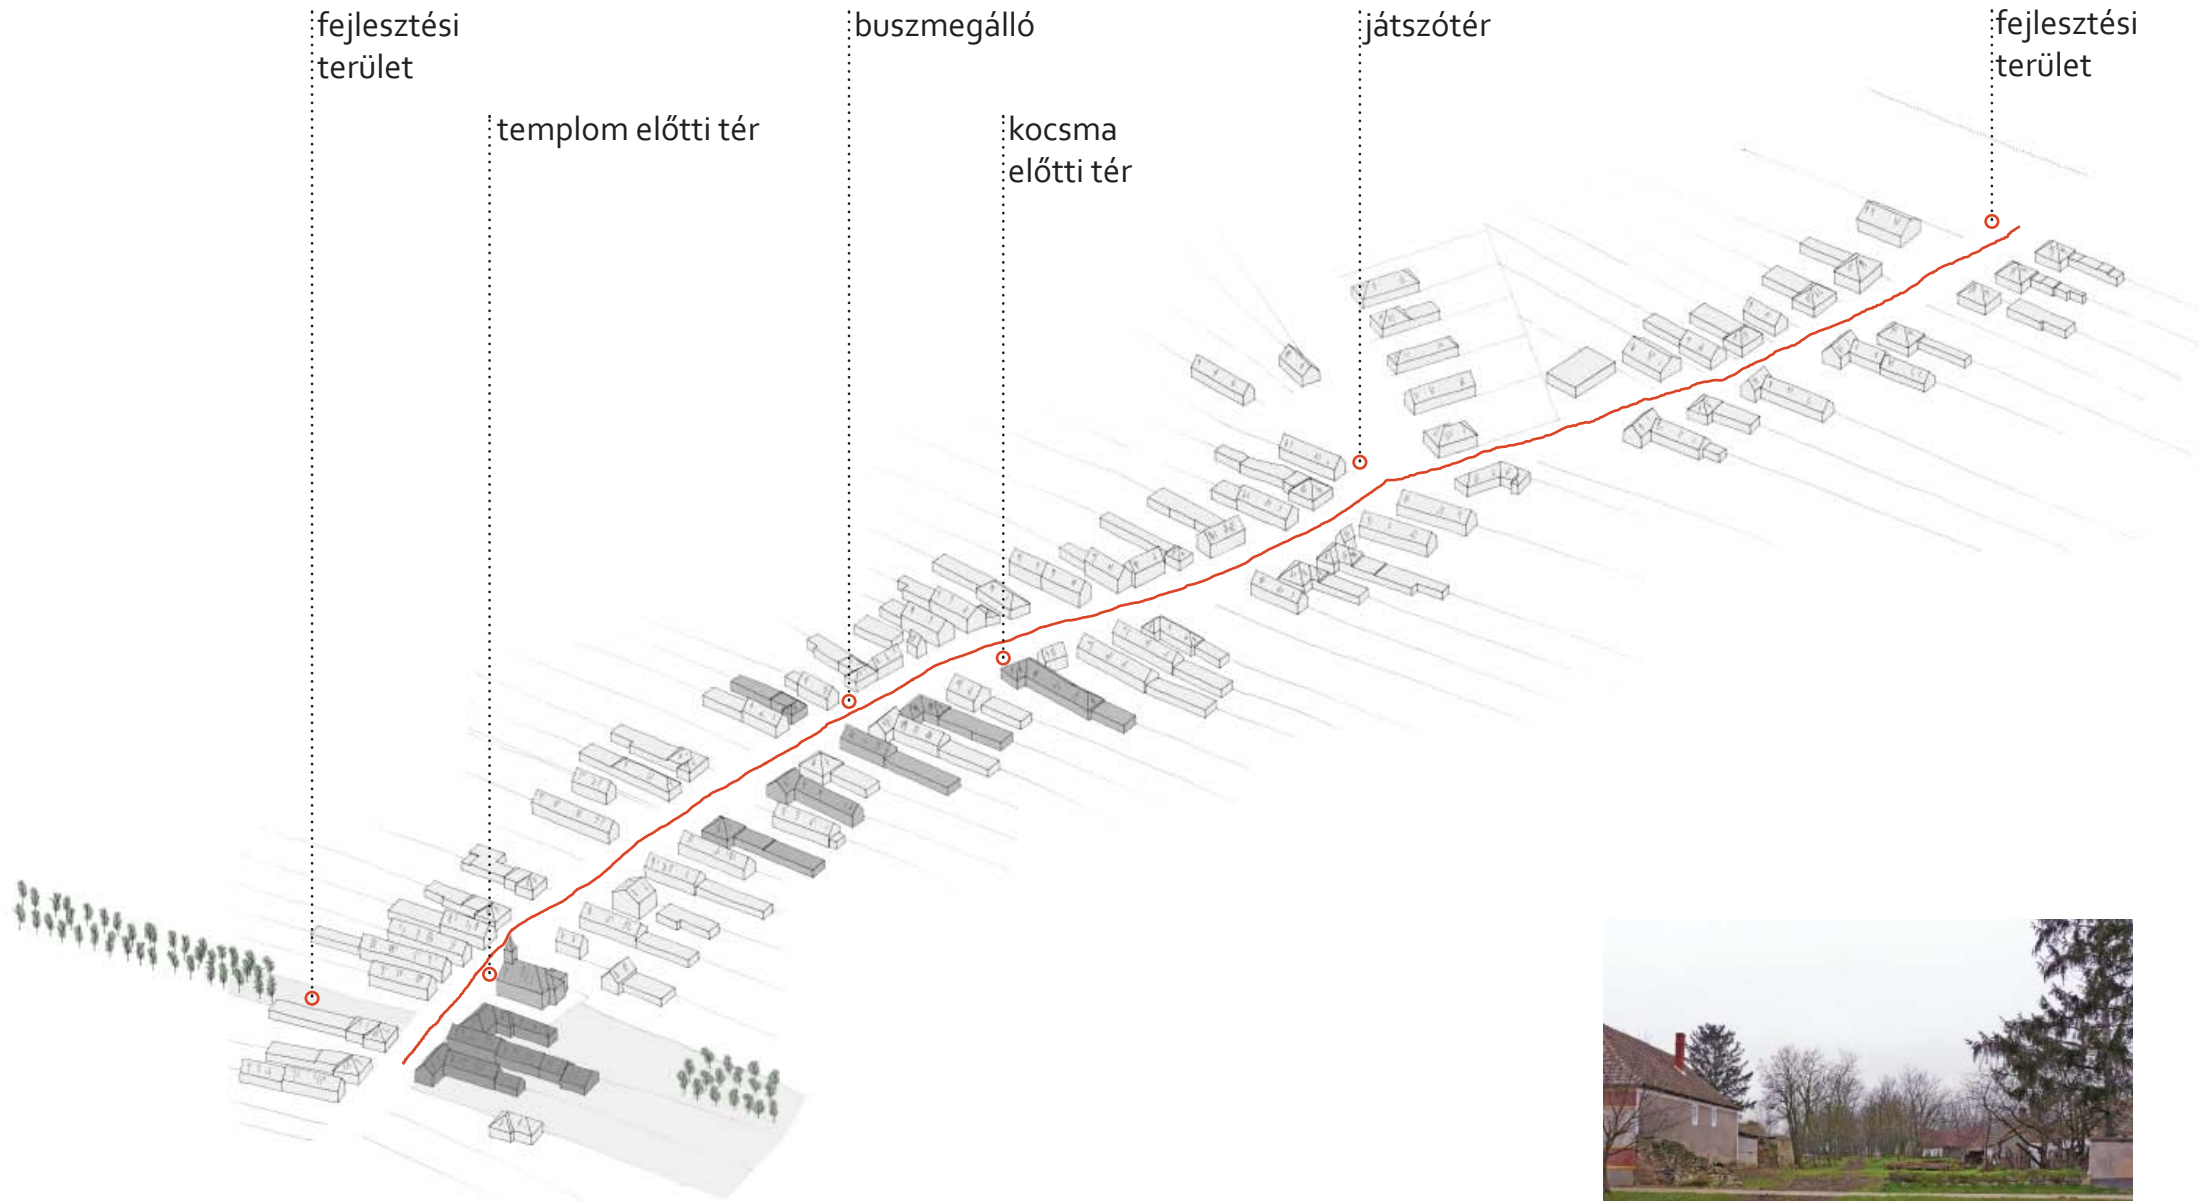 fejlesztési
terület
buszmegálló
játszótér
fejlesztési
terület
templom előtti tér
kocsma
előtti tér